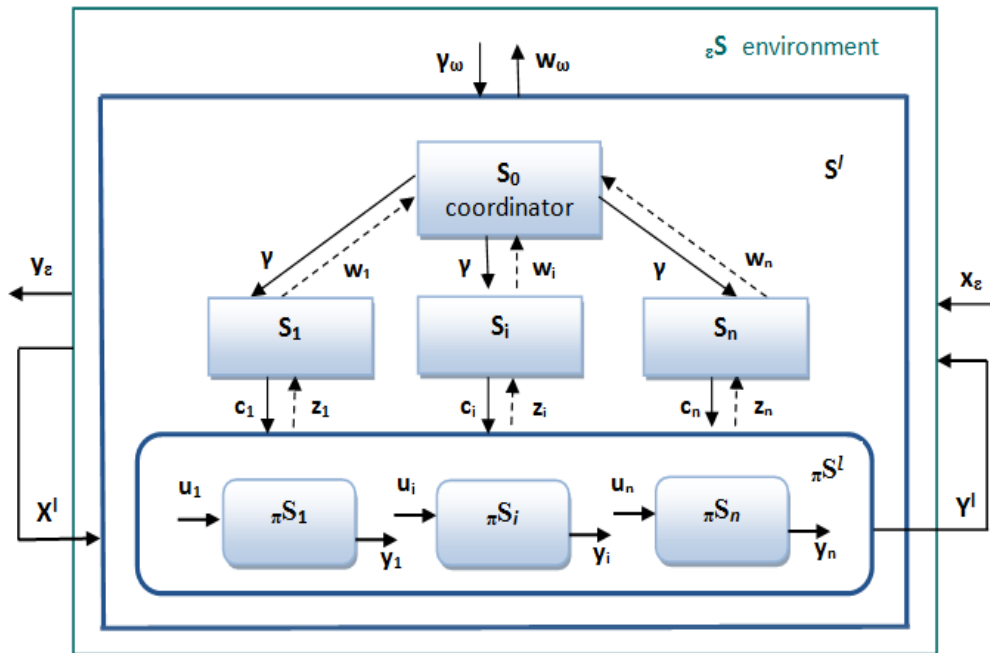 εS environment
γω
wω
Sˡ
S₀
coordinator
γ
w₁
γ
wᵢ
γ
wₙ
yε
xε
S₁
Sᵢ
Sₙ
c₁
z₁
cᵢ
zᵢ
cₙ
zₙ
πSˡ
u₁
uᵢ
uₙ
πS₁
πSᵢ
πSₙ
Xˡ
Yˡ
y₁
yᵢ
yₙ